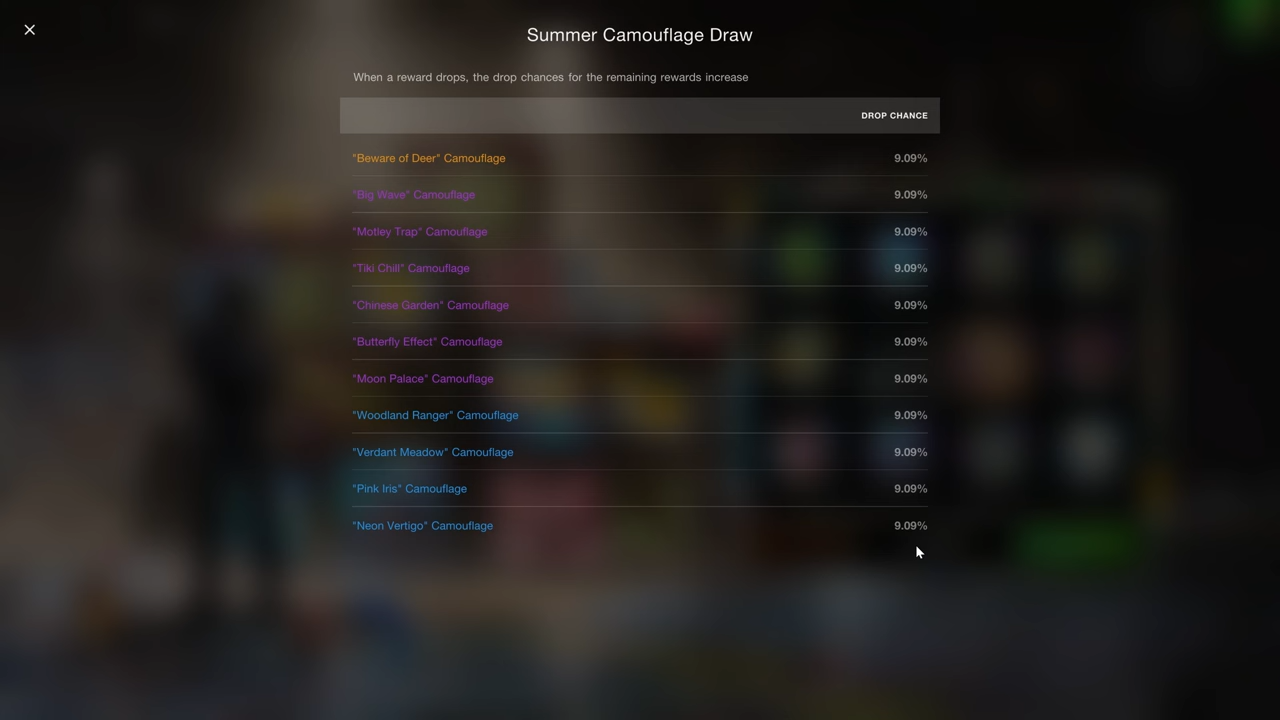 Summer Camouflage Draw
When a reward drops, the drop chances for the remaining rewards increase
DROP CHANCE
"Beware of Deer" Camouflage 9.09%
"Big Wave" Camouflage 9.09%
"Motley Trap" Camouflage 9.09%
"Tiki Chill" Camouflage 9.09%
"Chinese Garden" Camouflage 9.09%
"Butterfly Effect" Camouflage 9.09%
"Moon Palace" Camouflage 9.09%
"Woodland Ranger" Camouflage 9.09%
"Verdant Meadow" Camouflage 9.09%
"Pink Iris" Camouflage 9.09%
"Neon Vertigo" Camouflage 9.09%